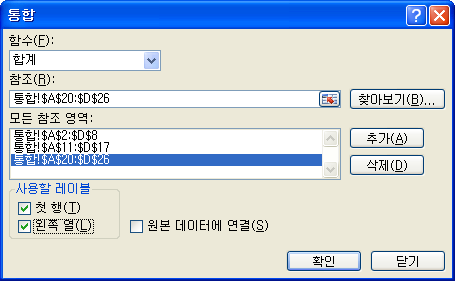 통합
함수(F):
합계
참조(R):
통합!$A$20:$D$26
찾아보기(B)...
모든 참조 영역:
통합!$A$2:$D$8
통합!$A$11:$D$17
통합!$A$20:$D$26
추가(A)
삭제(D)
사용할 레이블
첫 행(T)
왼쪽 열(L)
원본 데이터에 연결(S)
확인
닫기